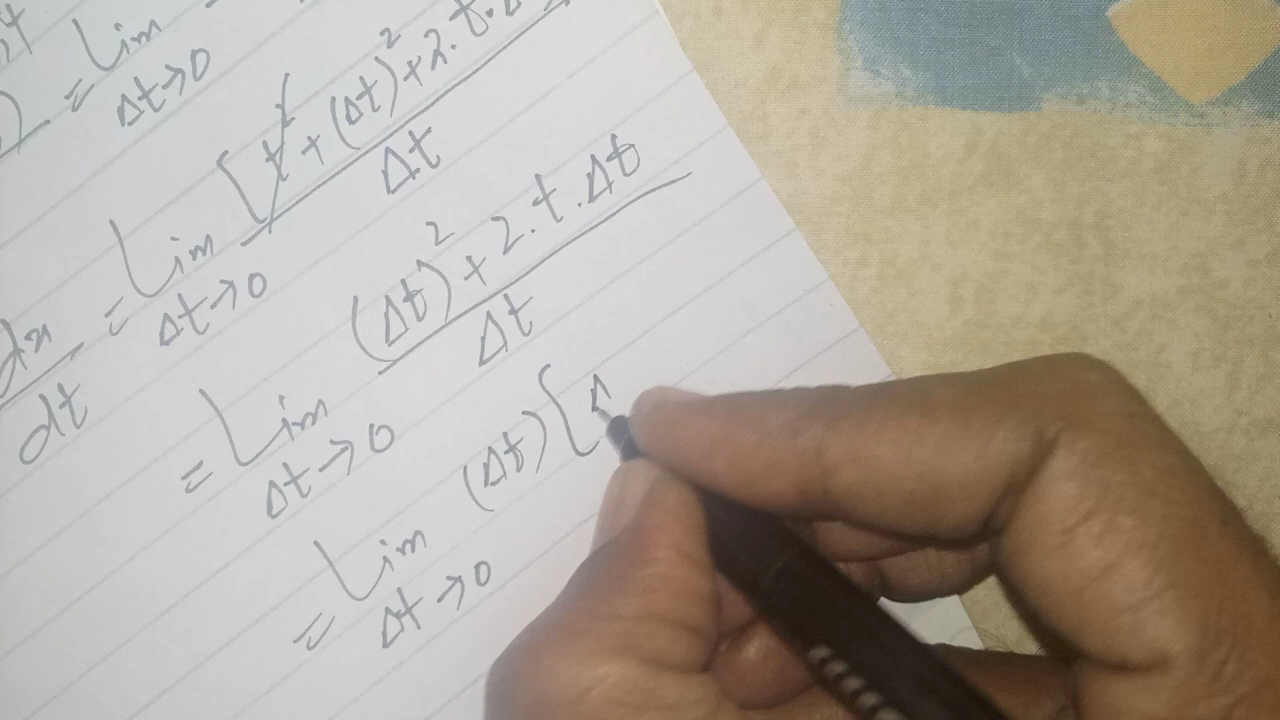 = Lim Δt→0
dx/dt = Lim Δt→0 [t² + (Δt)² + 2.t. / Δt
= Lim Δt→0 (Δt)² + 2.t.Δt / Δt
= Lim Δt→0 (Δt) [Δ